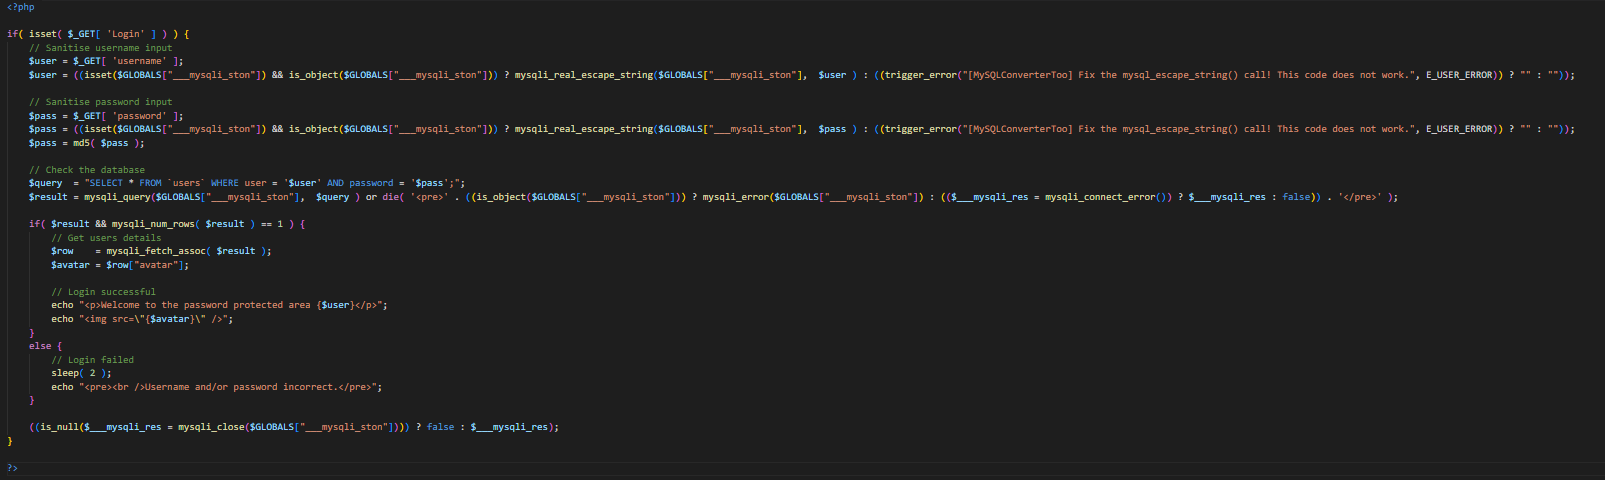 <?php
if( isset( $_GET[ 'Login' ] ) ) {
// Sanitise username input
$user = $_GET[ 'username' ];
$user = ((isset($GLOBALS["___mysqli_ston"]) && is_object($GLOBALS["___mysqli_ston"])) ? mysqli_real_escape_string($GLOBALS["___mysqli_ston"],  $user ) : ((trigger_error("[MySQLConverterToo] Fix the mysql_escape_string() call! This code does not work.", E_USER_ERROR)) ? "" : ""));
// Sanitise password input
$pass = $_GET[ 'password' ];
$pass = ((isset($GLOBALS["___mysqli_ston"]) && is_object($GLOBALS["___mysqli_ston"])) ? mysqli_real_escape_string($GLOBALS["___mysqli_ston"],  $pass ) : ((trigger_error("[MySQLConverterToo] Fix the mysql_escape_string() call! This code does not work.", E_USER_ERROR)) ? "" : ""));
$pass = md5( $pass );
// Check the database
$query  = "SELECT * FROM `users` WHERE user = '$user' AND password = '$pass';";
$result = mysqli_query($GLOBALS["___mysqli_ston"],  $query ) or die( '<pre>' . ((is_object($GLOBALS["___mysqli_ston"])) ? mysqli_error($GLOBALS["___mysqli_ston"]) : (($___mysqli_res = mysqli_connect_error()) ? $___mysqli_res : false)) . '</pre>' );
if( $result && mysqli_num_rows( $result ) == 1 ) {
// Get users details
$row    = mysqli_fetch_assoc( $result );
$avatar = $row["avatar"];
// Login successful
echo "<p>Welcome to the password protected area {$user}</p>";
echo "<img src=\"{$avatar}\" />";
}
else {
// Login failed
sleep( 2 );
echo "<pre><br />Username and/or password incorrect.</pre>";
}
((is_null($___mysqli_res = mysqli_close($GLOBALS["___mysqli_ston"]))) ? false : $___mysqli_res);
}
?>